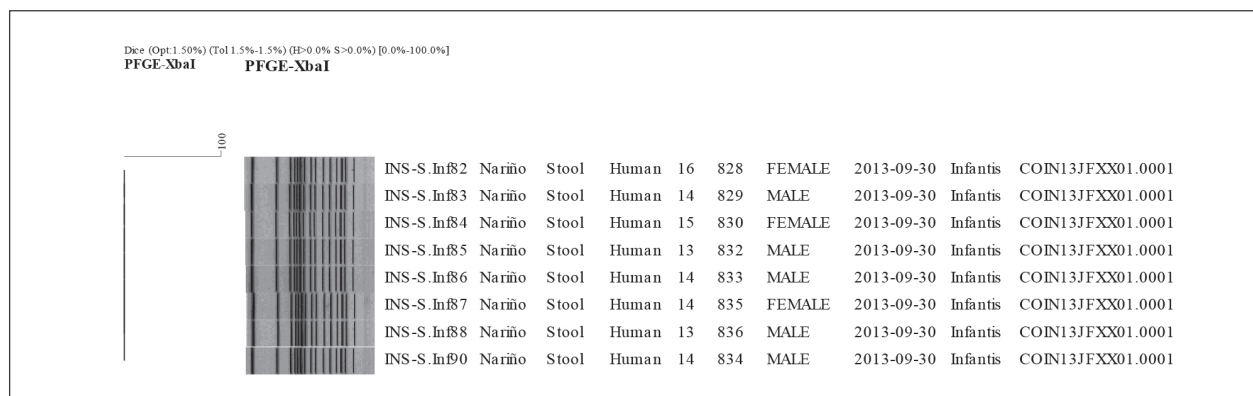 Dice (Opt:1.50%) (Tol 1.5%-1.5%) (H>0.0% S>0.0%) [0.0%-100.0%]
PFGE-XbaI PFGE-XbaI
100
INS-S.Inf82 Nariño Stool Human 16 828 FEMALE 2013-09-30 Infantis COIN13JFXX01.0001
INS-S.Inf83 Nariño Stool Human 14 829 MALE 2013-09-30 Infantis COIN13JFXX01.0001
INS-S.Inf84 Nariño Stool Human 15 830 FEMALE 2013-09-30 Infantis COIN13JFXX01.0001
INS-S.Inf85 Nariño Stool Human 13 832 MALE 2013-09-30 Infantis COIN13JFXX01.0001
INS-S.Inf86 Nariño Stool Human 14 833 MALE 2013-09-30 Infantis COIN13JFXX01.0001
INS-S.Inf87 Nariño Stool Human 14 835 FEMALE 2013-09-30 Infantis COIN13JFXX01.0001
INS-S.Inf88 Nariño Stool Human 13 836 MALE 2013-09-30 Infantis COIN13JFXX01.0001
INS-S.Inf90 Nariño Stool Human 14 834 MALE 2013-09-30 Infantis COIN13JFXX01.0001